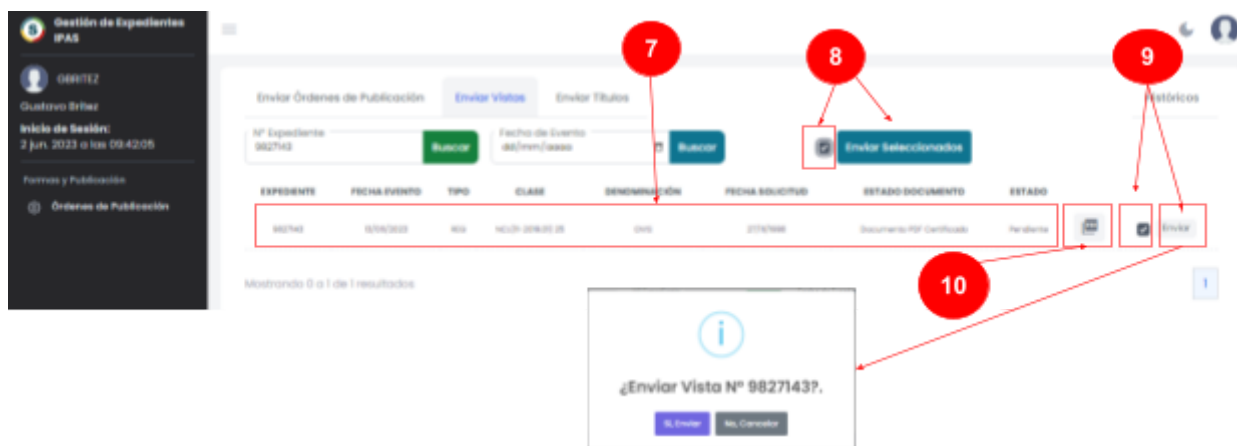 Gestión de Expedientes
IPAS
GBRITEZ
Gustavo Britez
Inicio de Sesión:
2 jun. 2023 a las 09:42:05
Formas y Publicación
Órdenes de Publicación
7
8
9
Enviar Órdenes de Publicación
Enviar Vistas
Enviar Títulos
Históricos
N° Expediente
9827143
Buscar
Fecha de Evento
dd/mm/aaaa
Buscar
Enviar Seleccionados
EXPEDIENTE FECHA EVENTO TIPO CLASE DENOMINACIÓN FECHA SOLICITUD ESTADO DOCUMENTO ESTADO
9827143 Documento PDF Certificado Pendiente Enviar
10
Mostrando 0 a 1 de 1 resultados
1
i
¿Enviar Vista N° 9827143?.
Sí, Enviar
No, Cancelar